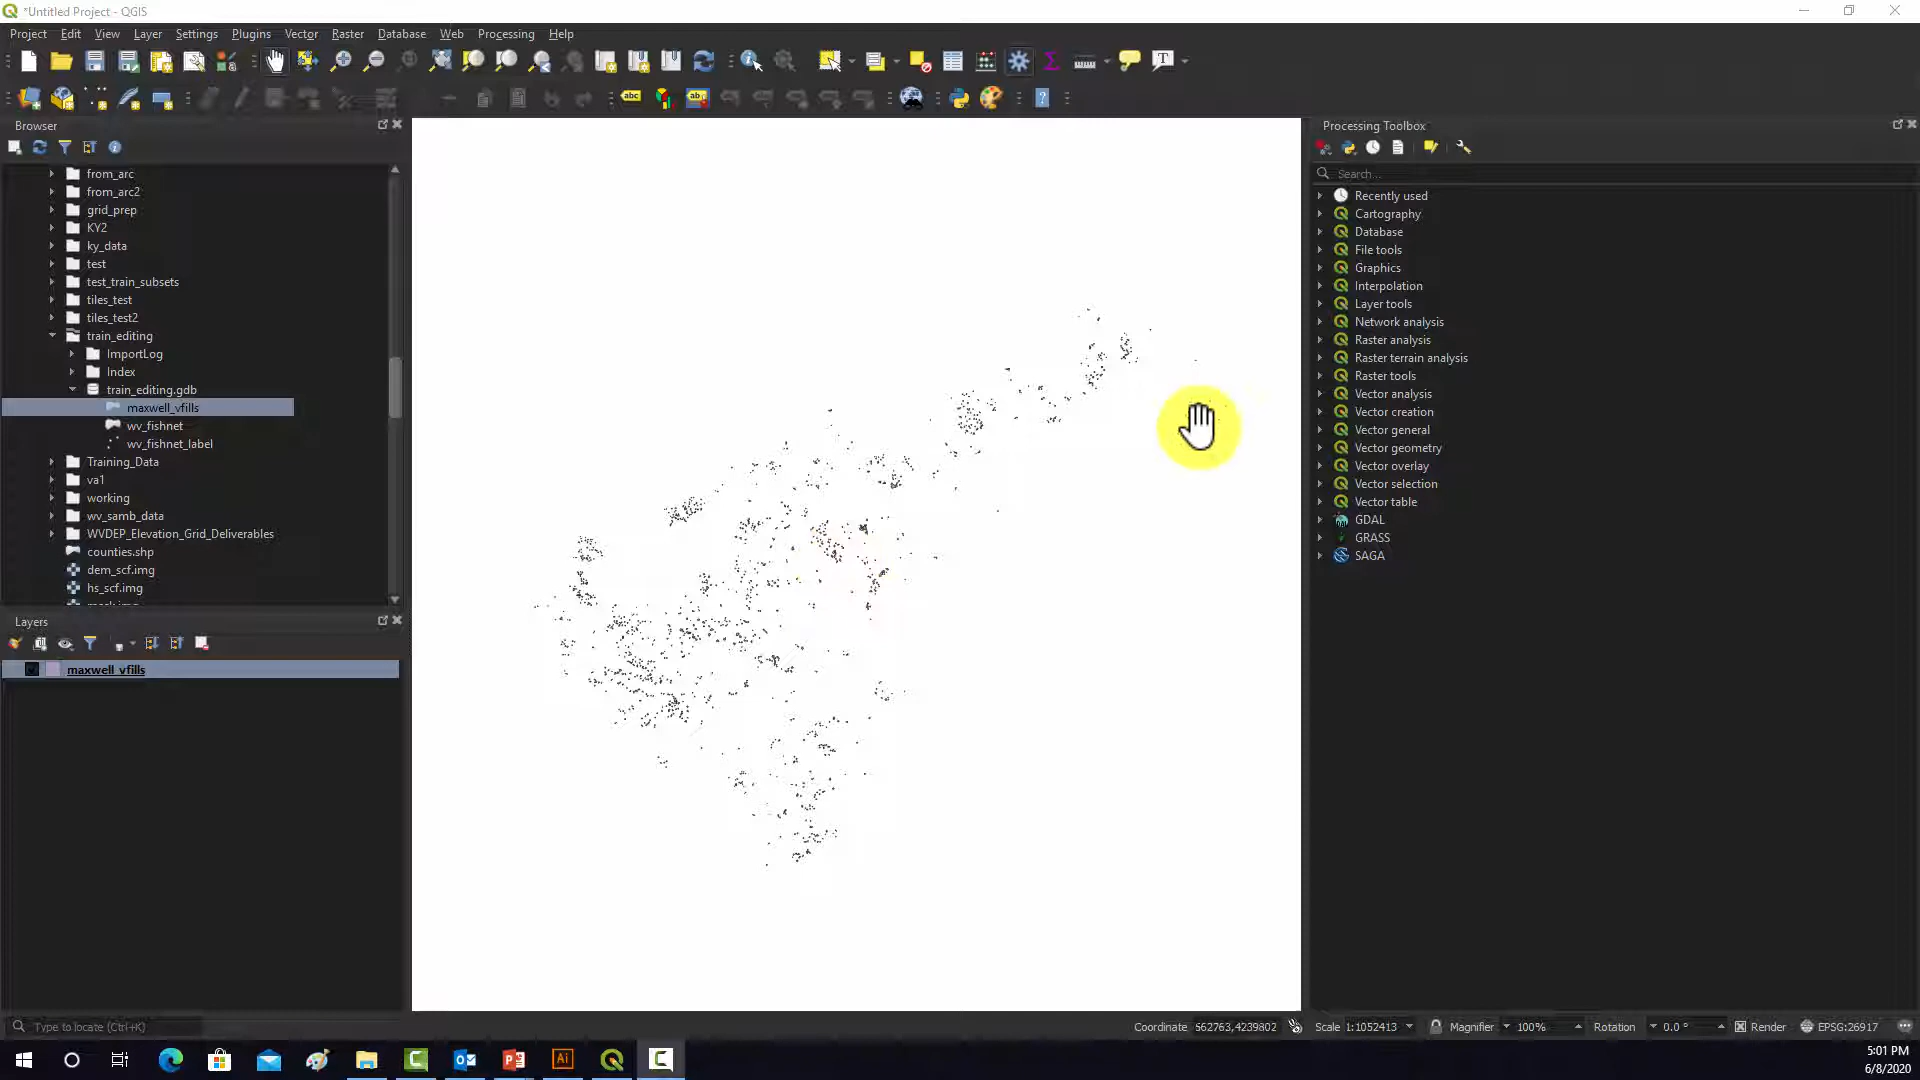 *Untitled Project - QGIS
Project Edit View Layer Settings Plugins Vector Raster Database Web Processing Help
abc
Browser
from_arc
from_arc2
grid_prep
KY2
ky_data
test
test_train_subsets
tiles_test
tiles_test2
train_editing
ImportLog
Index
train_editing.gdb
maxwell_vfills
wv_fishnet
wv_fishnet_label
Training_Data
va1
working
wv_samb_data
WVDEP_Elevation_Grid_Deliverables
counties.shp
dem_scf.img
hs_scf.img
Layers
maxwell_vfills
Processing Toolbox
Search...
Recently used
Cartography
Database
File tools
Graphics
Interpolation
Layer tools
Network analysis
Raster analysis
Raster terrain analysis
Raster tools
Vector analysis
Vector creation
Vector general
Vector geometry
Vector overlay
Vector selection
Vector table
GDAL
GRASS
SAGA
Type to locate (Ctrl+K)
Coordinate 562763,4239802 Scale 1:1052413 Magnifier 100% Rotation 0.0 ° Render EPSG:26917
5:01 PM
6/8/2020